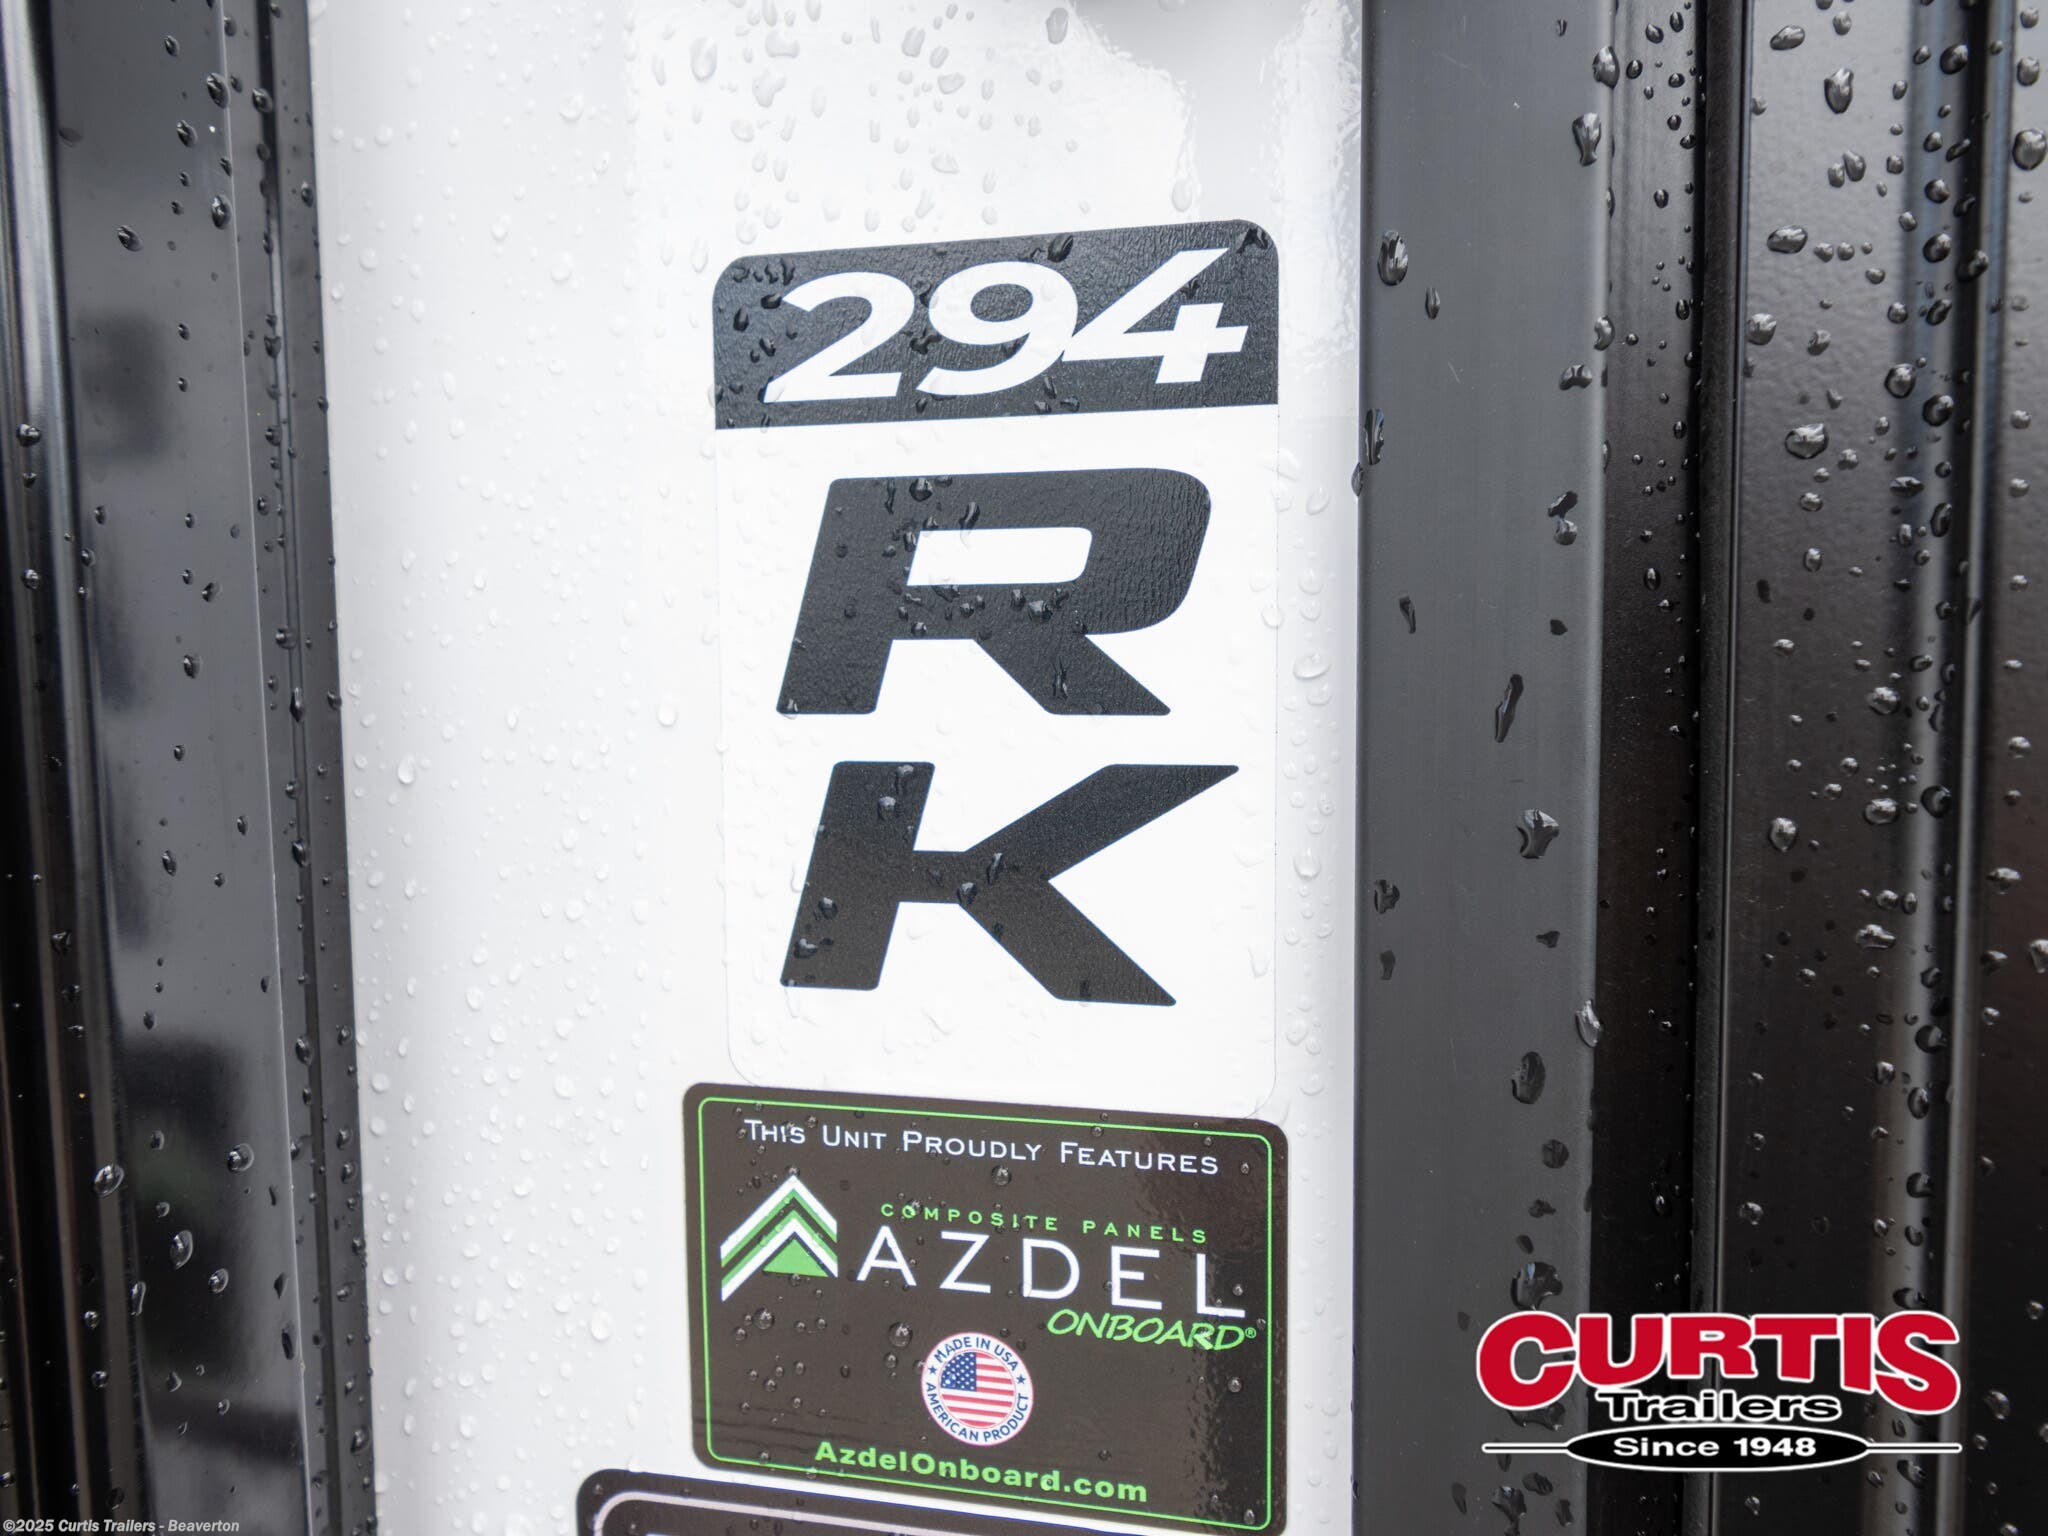 294
R
K
THIS UNIT PROUDLY FEATURES
COMPOSITE PANELS
AZDEL
ONBOARD®
MADE IN USA
AMERICAN PRODUCT
AzdelOnboard.com
CURTIS
Trailers
Since 1948
©2025 Curtis Trailers - Beaverton